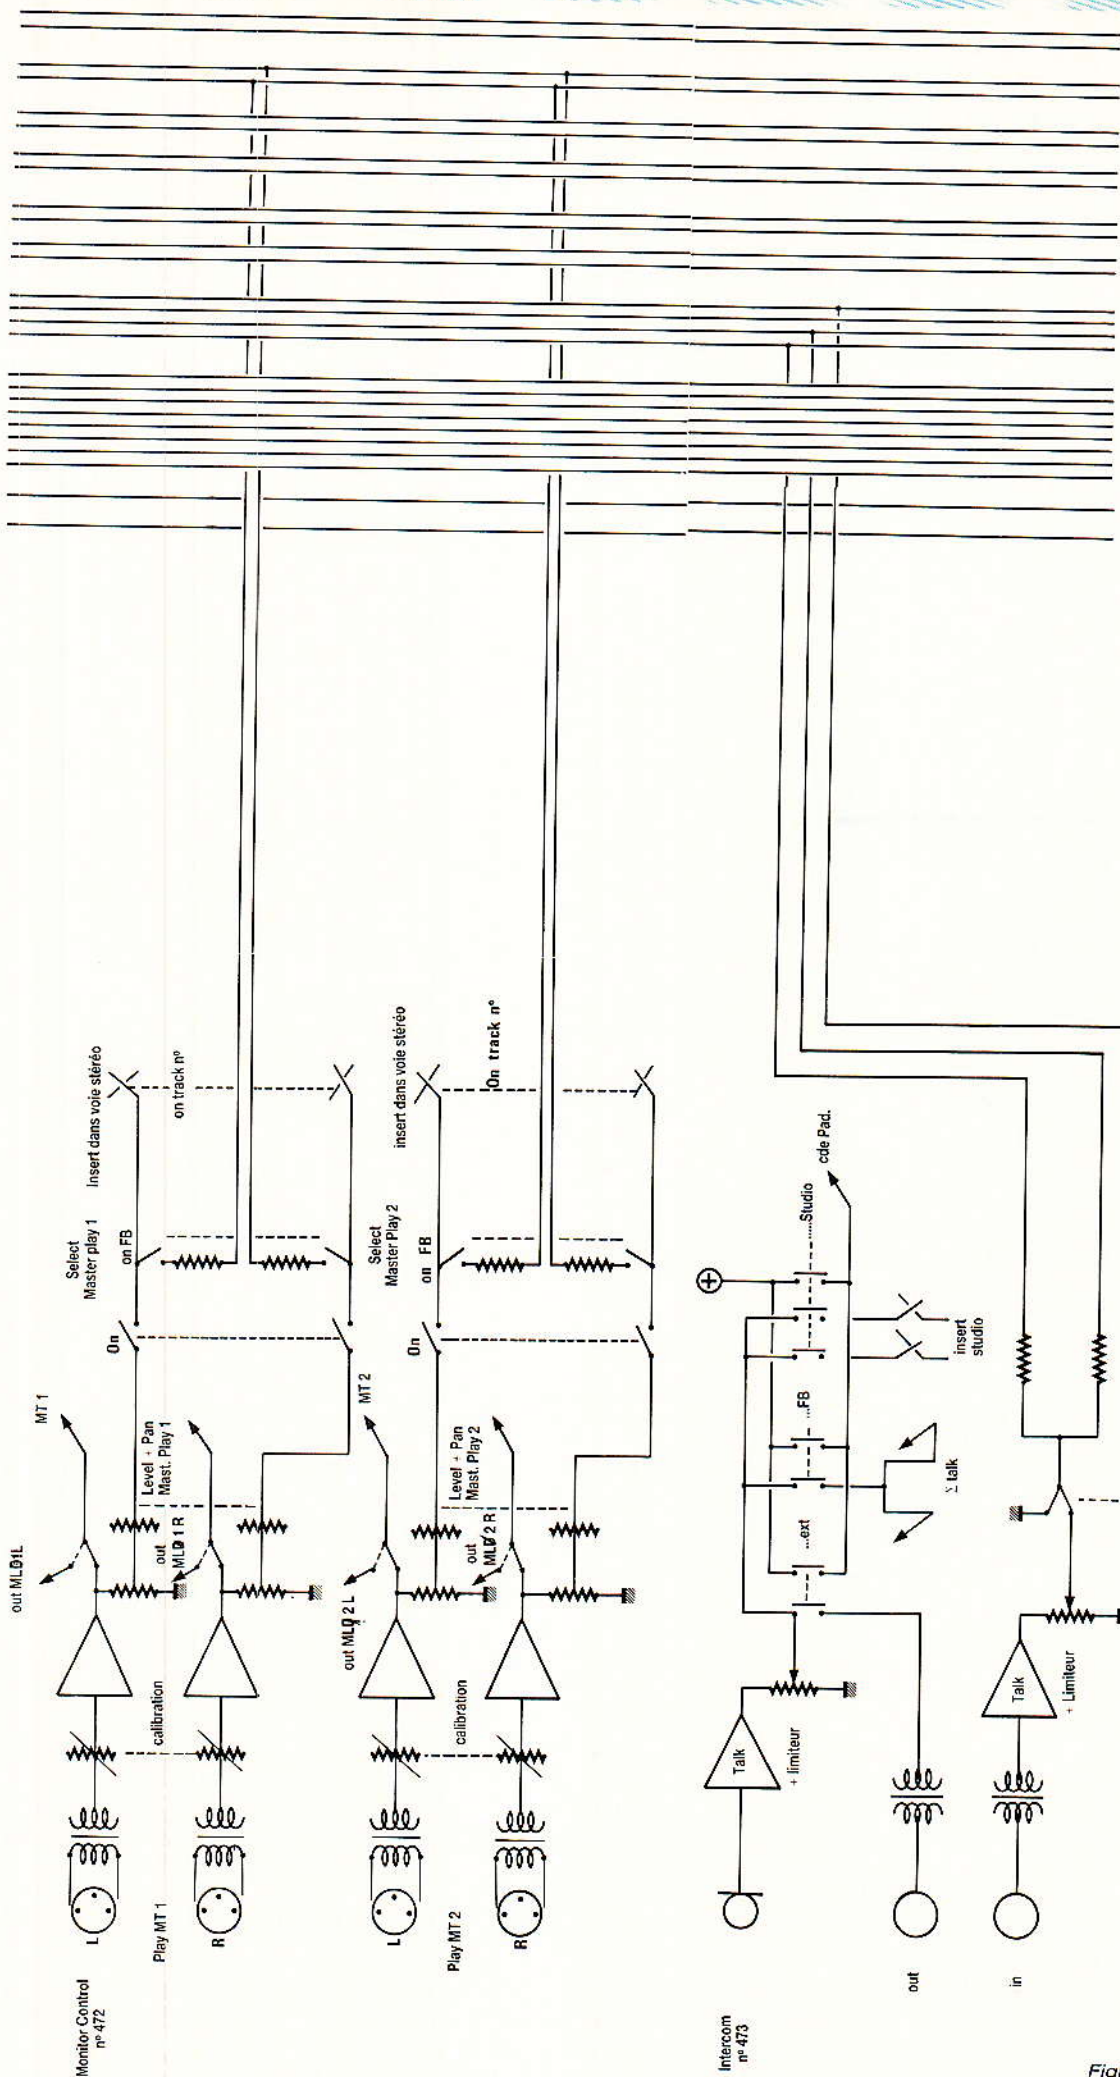 Monitor Control
nº 472
L
Play MT 1
R
calibration
out MLD1L
MT 1
Level + Pan
Mast. Play 1
out
MLD 1 R
On
Select
Master play 1
on FB
Insert dans voie stéréo
on track nº
L
Play MT 2
R
calibration
out MLD 2 L
MT 2
Level + Pan
Mast. Play 2
out
MLD 2 R
On
Select
Master Play 2
on FB
insert dans voie stéréo
On track nº
Intercom
nº 473
Talk
+ limiteur
...ext
...FB
......Studio
cde Pad.
Σ talk
insert
studio
out
in
Talk
+ Limiteur